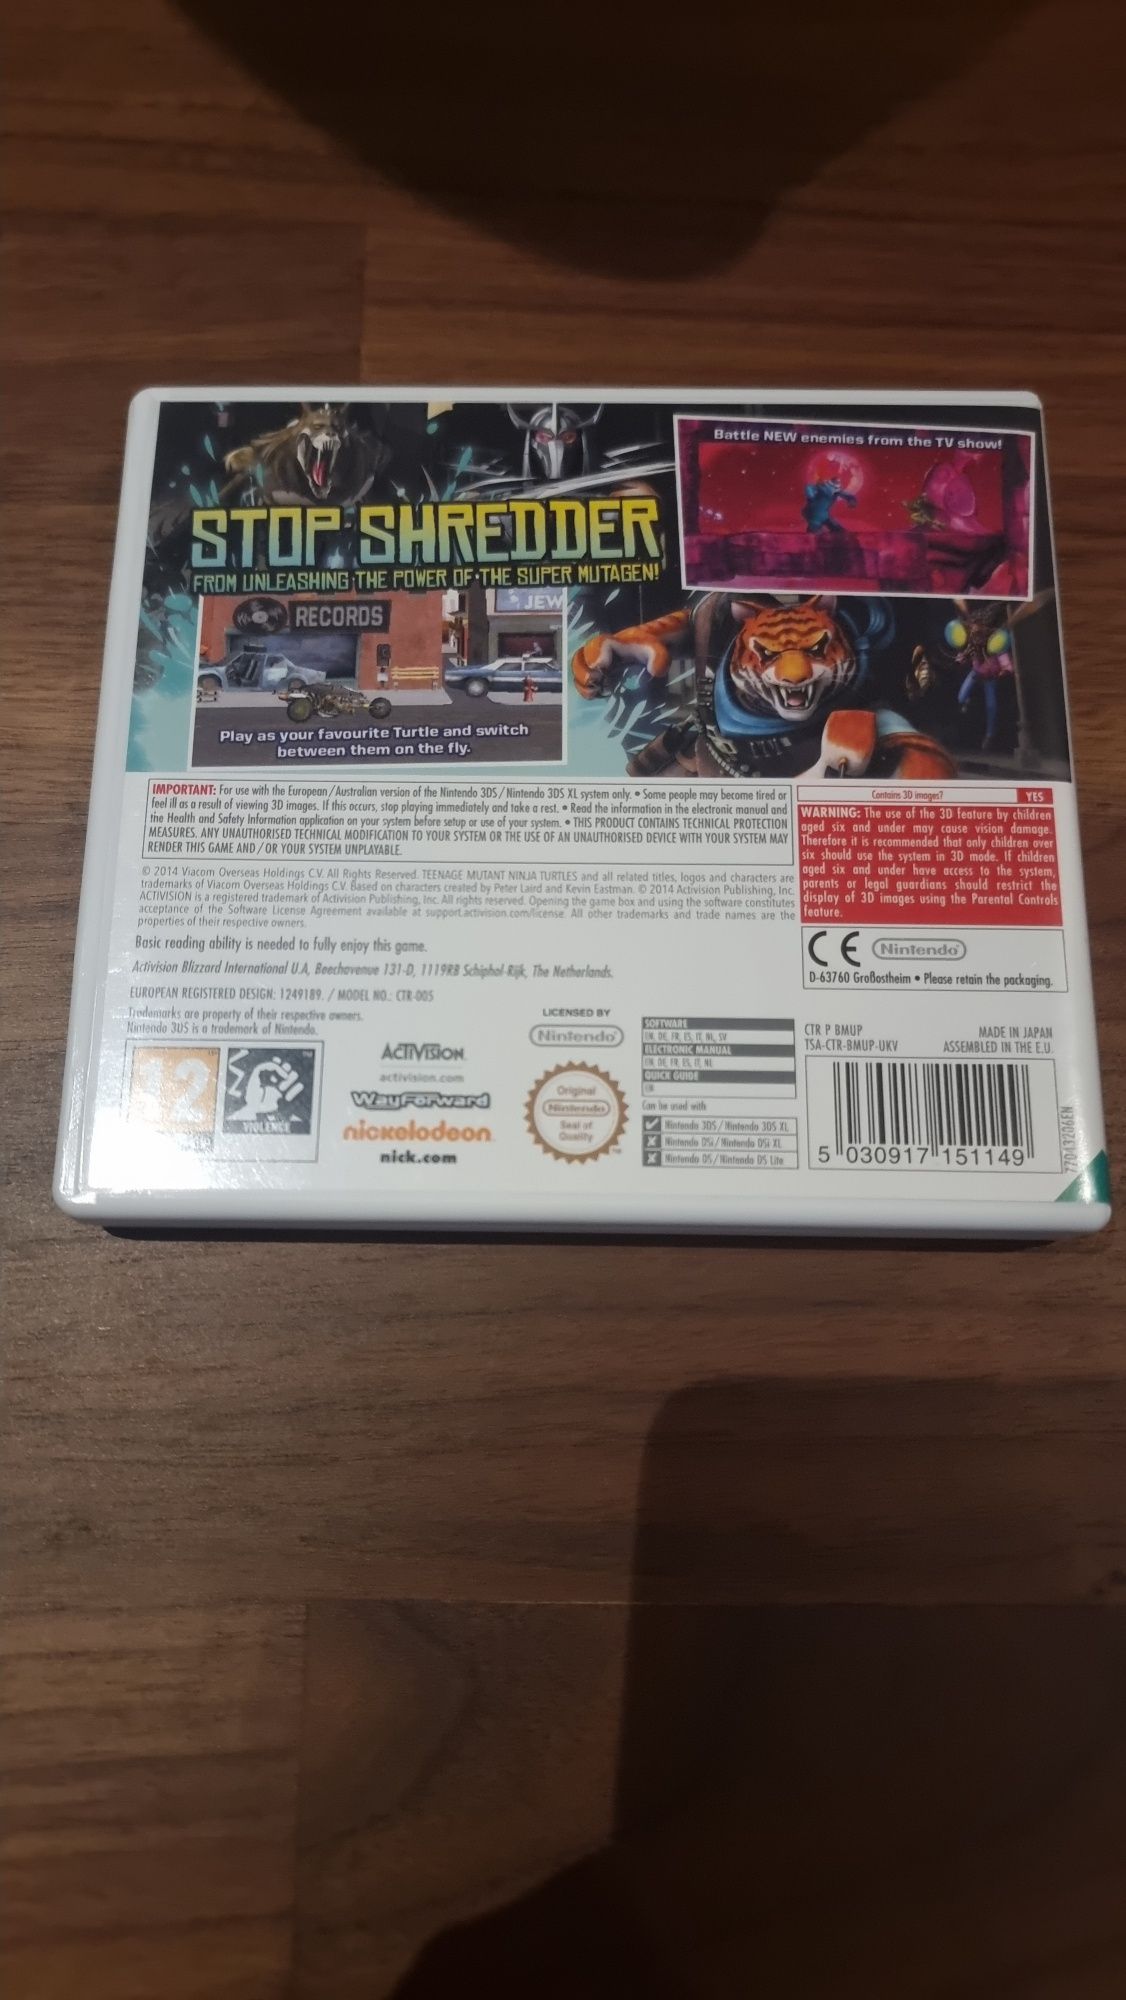 Battle NEW enemies from the TV show!
STOP SHREDDER
FROM UNLEASHING THE POWER OF THE SUPER MUTAGEN!
RECORDS
JEW
Play as your favourite Turtle and switch
between them on the fly.
IMPORTANT: For use with the European/Australian version of the Nintendo 3DS/Nintendo 3DS XL system only. • Some people may become tired or
feel ill as a result of viewing 3D images. If this occurs, stop playing immediately and take a rest. • Read the information in the electronic manual and
the Health and Safety Information application on your system before setup or use of your system. • THIS PRODUCT CONTAINS TECHNICAL PROTECTION
MEASURES. ANY UNAUTHORISED TECHNICAL MODIFICATION TO YOUR SYSTEM OR THE USE OF AN UNAUTHORISED DEVICE WITH YOUR SYSTEM MAY
RENDER THIS GAME AND/OR YOUR SYSTEM UNPLAYABLE.
Contains 3D images? YES
WARNING: The use of the 3D feature by children
aged six and under may cause vision damage.
Therefore it is recommended that only children over
six should use the system in 3D mode. If children
aged six and under have access to the system,
parents or legal guardians should restrict the
display of 3D images using the Parental Controls
feature.
© 2014 Viacom Overseas Holdings C.V. All Rights Reserved. TEENAGE MUTANT NINJA TURTLES and all related titles, logos and characters are
trademarks of Viacom Overseas Holdings C.V. Based on characters created by Peter Laird and Kevin Eastman. © 2014 Activision Publishing, Inc.
ACTIVISION is a registered trademark of Activision Publishing, Inc. All rights reserved. Opening the game box and using the software constitutes
acceptance of the Software License Agreement available at support.activision.com/license. All other trademarks and trade names are the
properties of their respective owners.
Basic reading ability is needed to fully enjoy this game.
Activision Blizzard International U.A, Beechavenue 131-D, 1119RB Schiphol-Rijk, The Netherlands.
EUROPEAN REGISTERED DESIGN: 1249189. / MODEL NO.: CTR-005
Trademarks are property of their respective owners.
Nintendo 3DS is a trademark of Nintendo.
CE Nintendo
D-63760 Großostheim • Please retain the packaging.
12
VIOLENCE
ACTIVISION
activision.com
WayForward
nickelodeon
nick.com
LICENSED BY
Nintendo
Original
Nintendo
Seal of
Quality
SOFTWARE
EN, DE, FR, ES, IT, NL, SV
ELECTRONIC MANUAL
EN, DE, FR, ES, IT, NL
QUICK GUIDE
EN
Can be used with
Nintendo 3DS/Nintendo 3DS XL
Nintendo DSi/Nintendo DSi XL
Nintendo DS/Nintendo DS Lite
CTR P BMUP
TSA-CTR-BMUP-UKV
MADE IN JAPAN
ASSEMBLED IN THE E.U.
5 030917 151149
77043206EN